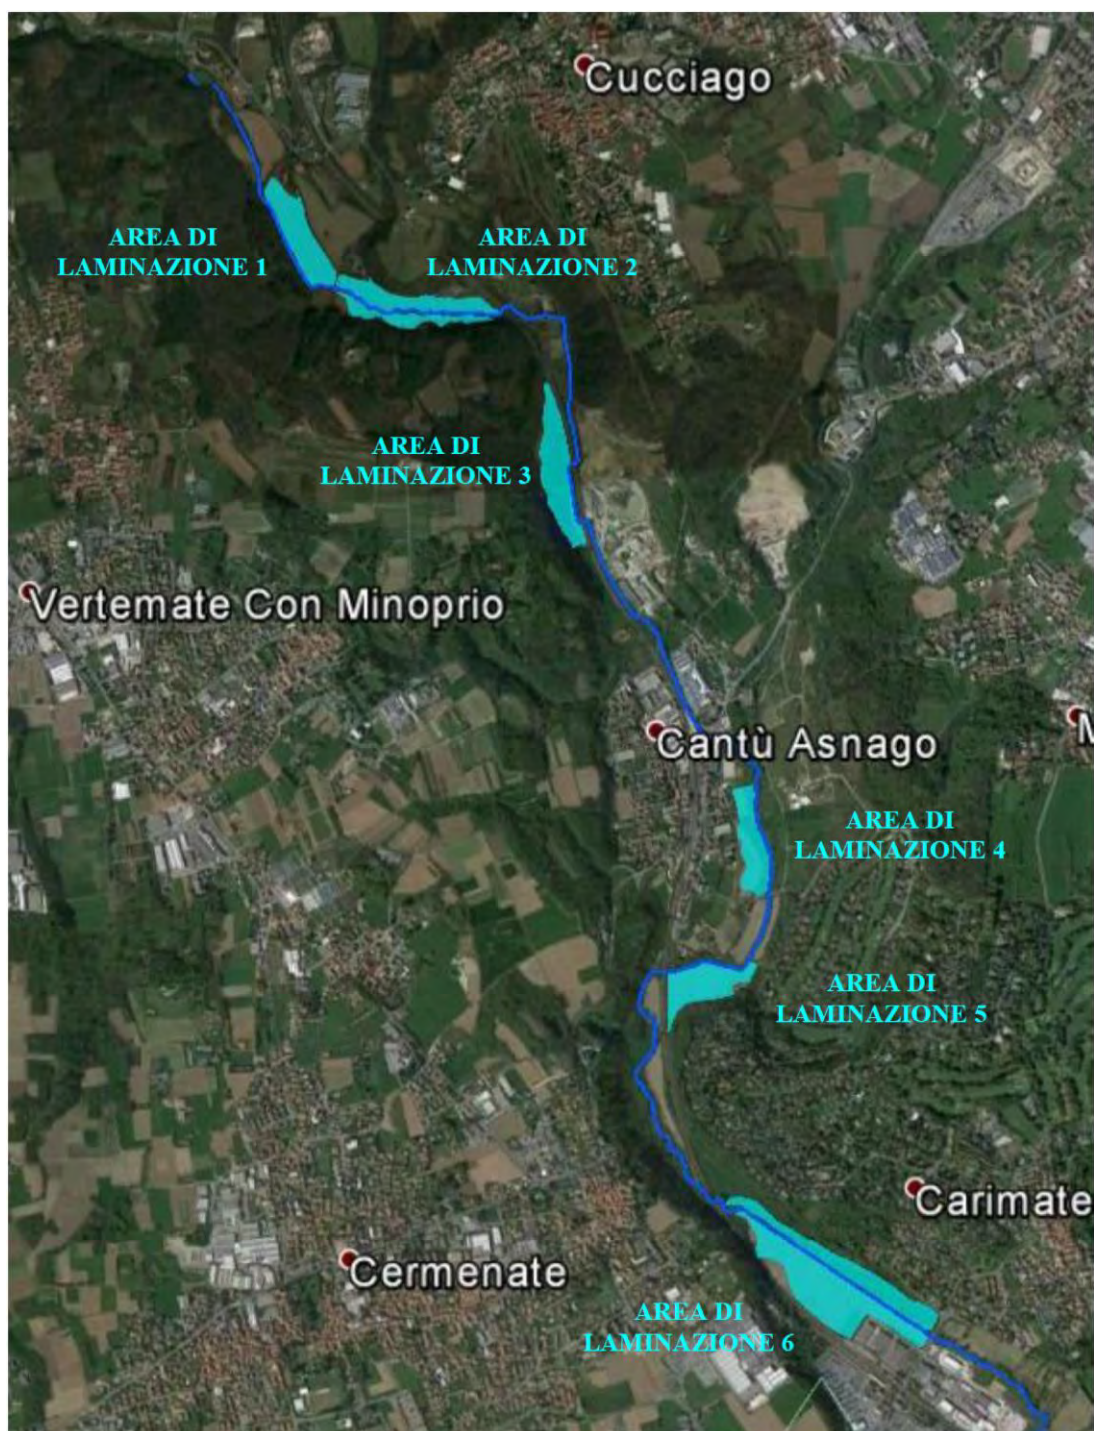 Cucciago
AREA DI
LAMINAZIONE 1
AREA DI
LAMINAZIONE 2
AREA DI
LAMINAZIONE 3
Vertemate Con Minoprio
M
Cantù Asnago
AREA DI
LAMINAZIONE 4
AREA DI
LAMINAZIONE 5
Carimate
Cermenate
AREA DI
LAMINAZIONE 6